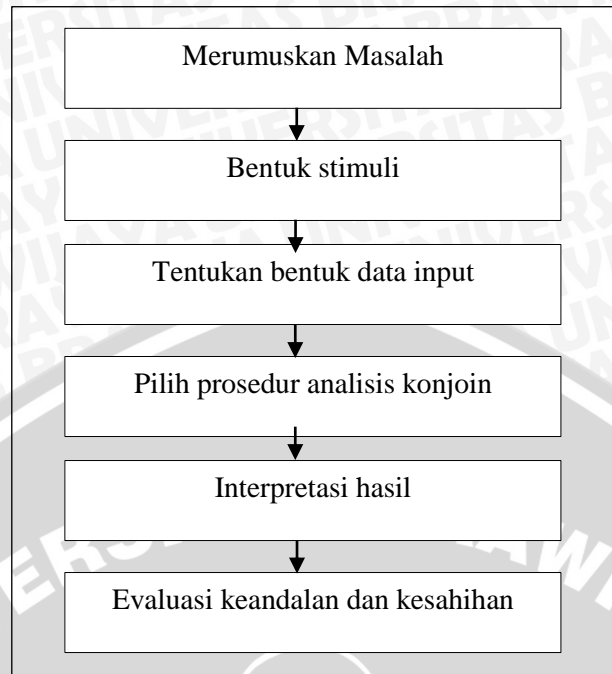 Merumuskan Masalah
Bentuk stimuli
Tentukan bentuk data input
Pilih prosedur analisis konjoin
Interpretasi hasil
Evaluasi keandalan dan kesahihan